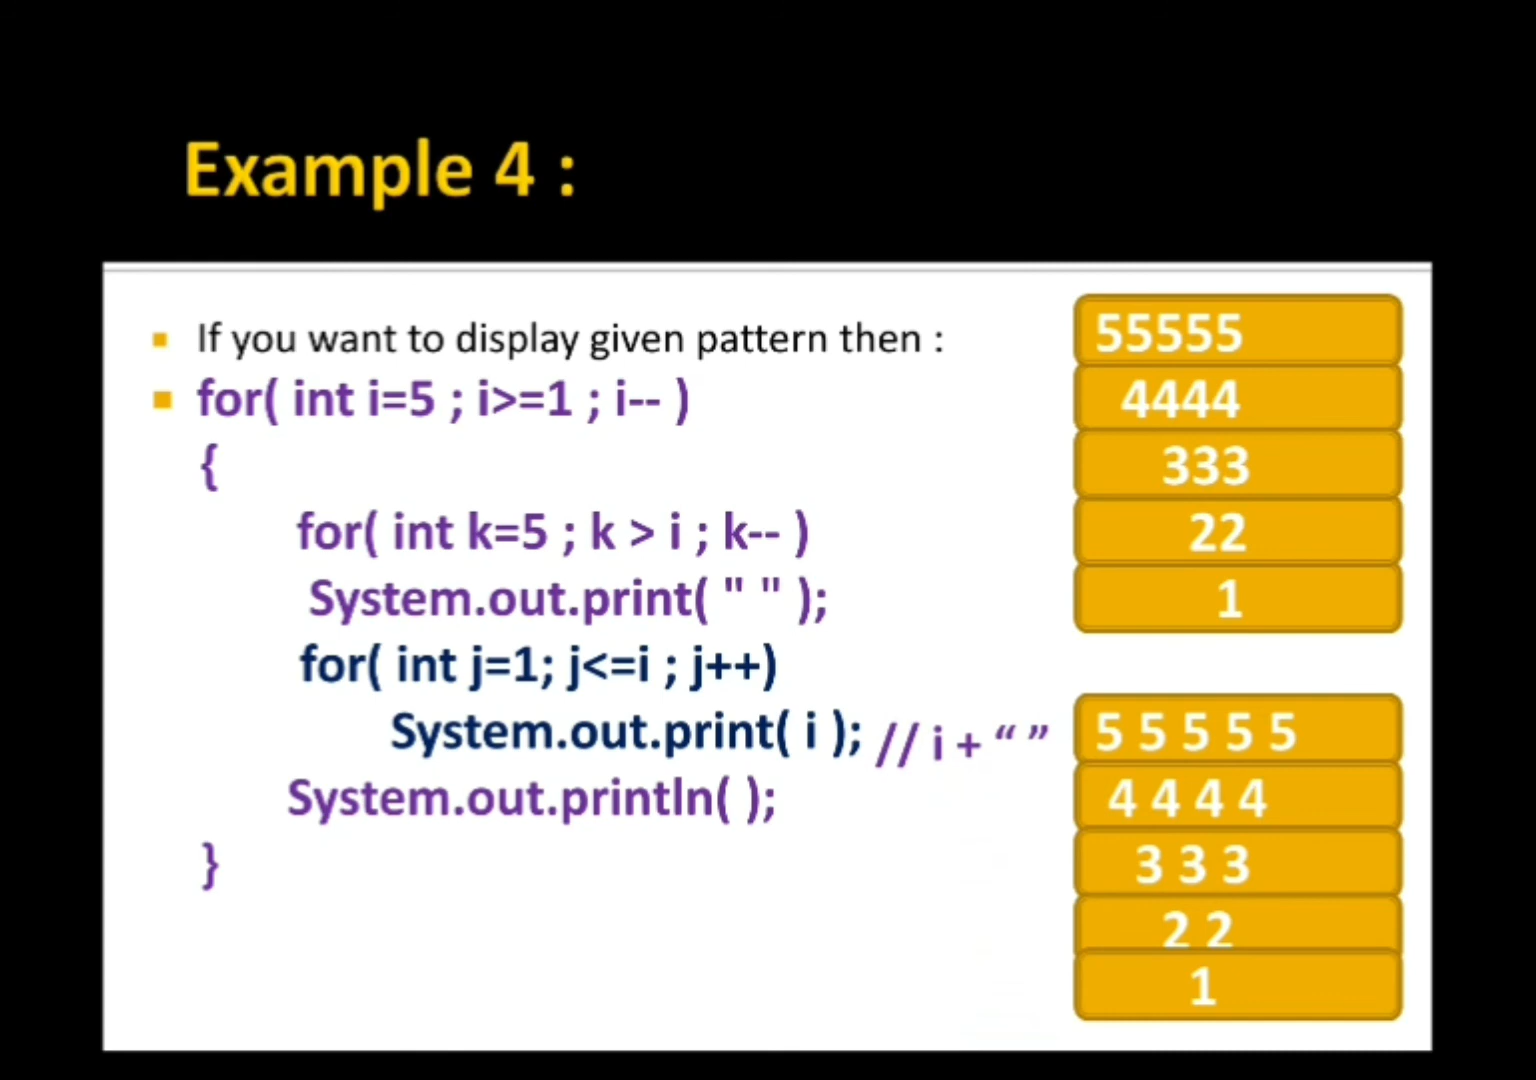 Example 4 :
If you want to display given pattern then :
for( int i=5 ; i>=1 ; i-- )
{
for( int k=5 ; k > i ; k-- )
System.out.print( " " );
for( int j=1; j<=i ; j++)
System.out.print( i ); // i + “ ”
System.out.println( );
}
55555
4444
333
22
1
5 5 5 5 5
4 4 4 4
3 3 3
2 2
1